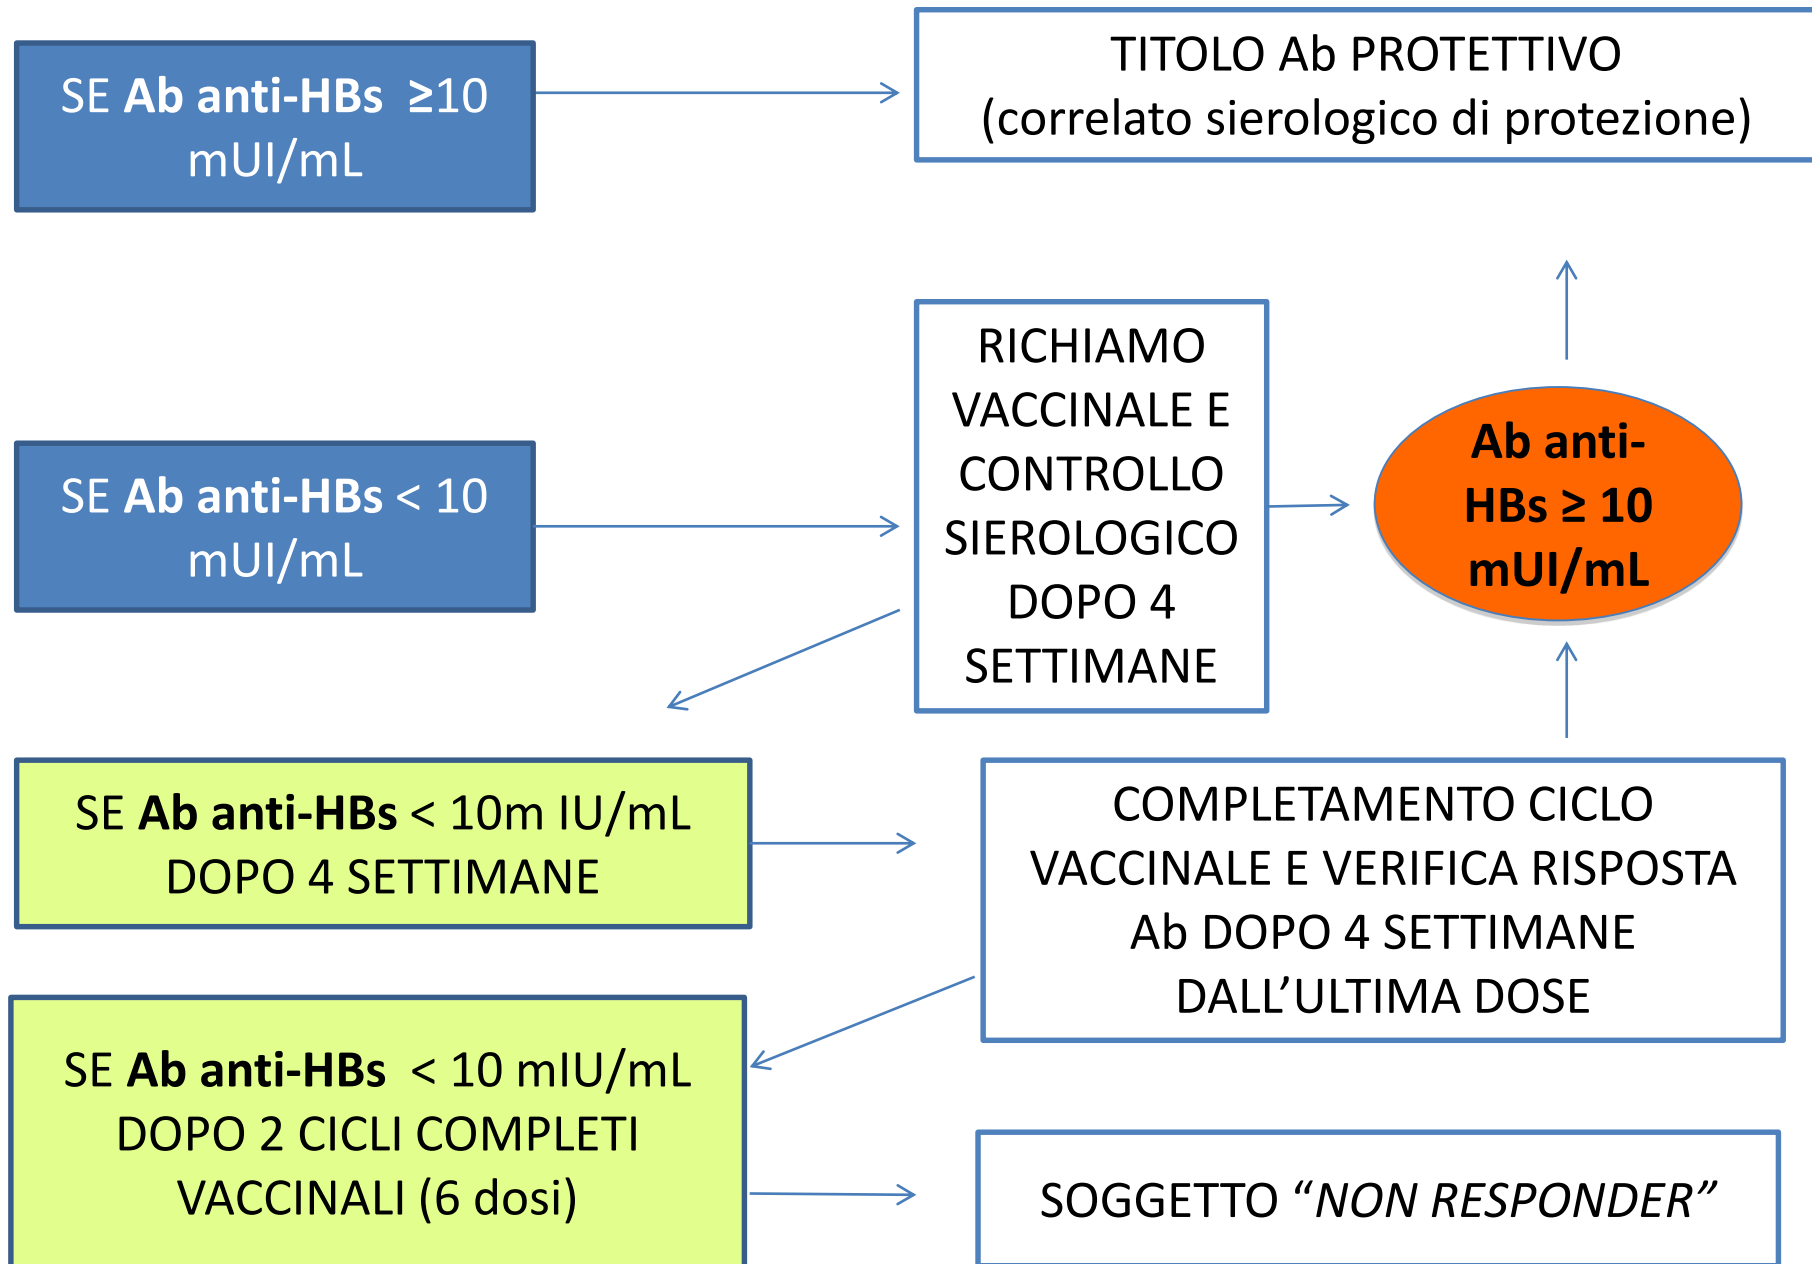 SE Ab anti-HBs ≥10
mUI/mL
TITOLO Ab PROTETTIVO
(correlato sierologico di protezione)
SE Ab anti-HBs < 10
mUI/mL
RICHIAMO
VACCINALE E
CONTROLLO
SIEROLOGICO
DOPO 4
SETTIMANE
Ab anti-
HBs ≥ 10
mUI/mL
SE Ab anti-HBs < 10m IU/mL
DOPO 4 SETTIMANE
COMPLETAMENTO CICLO
VACCINALE E VERIFICA RISPOSTA
Ab DOPO 4 SETTIMANE
DALL’ULTIMA DOSE
SE Ab anti-HBs < 10 mIU/mL
DOPO 2 CICLI COMPLETI
VACCINALI (6 dosi)
SOGGETTO “NON RESPONDER”